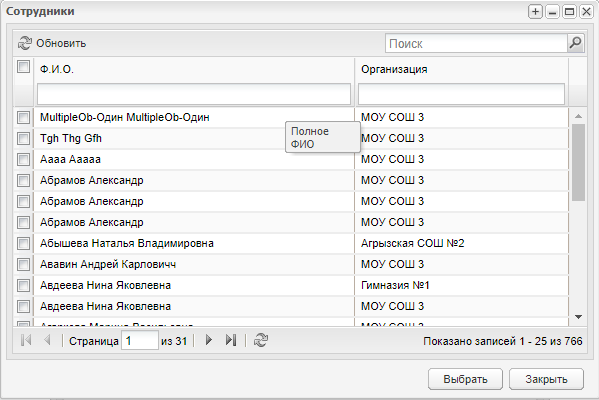 Сотрудники
Обновить
Поиск
Ф.И.О. Организация
MultipleOb-Один MultipleOb-Один МОУ СОШ 3
Полное
ФИО
Tgh Thg Gfh МОУ СОШ 3
Аааа Ааааа МОУ СОШ 3
Абрамов Александр МОУ СОШ 3
Абрамов Александр МОУ СОШ 3
Абрамов Александр МОУ СОШ 3
Абышева Наталья Владимировна Агрызская СОШ №2
Ававин Андрей Карловичч МОУ СОШ 3
Авдеева Нина Яковлевна Гимназия №1
Авдеева Нина Яковлевна МОУ СОШ 3
МОУ СОШ 3
Страница 1 из 31 Показано записей 1 - 25 из 766
Выбрать Закрыть